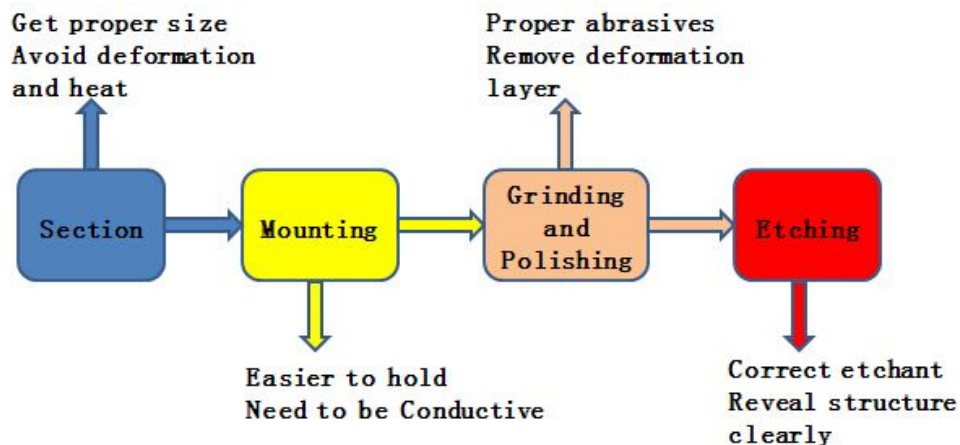 Get proper size
Avoid deformation
and heat
Proper abrasives
Remove deformation
layer
Section
Mounting
Grinding
and
Polishing
Etching
Easier to hold
Need to be Conductive
Correct etchant
Reveal structure
clearly